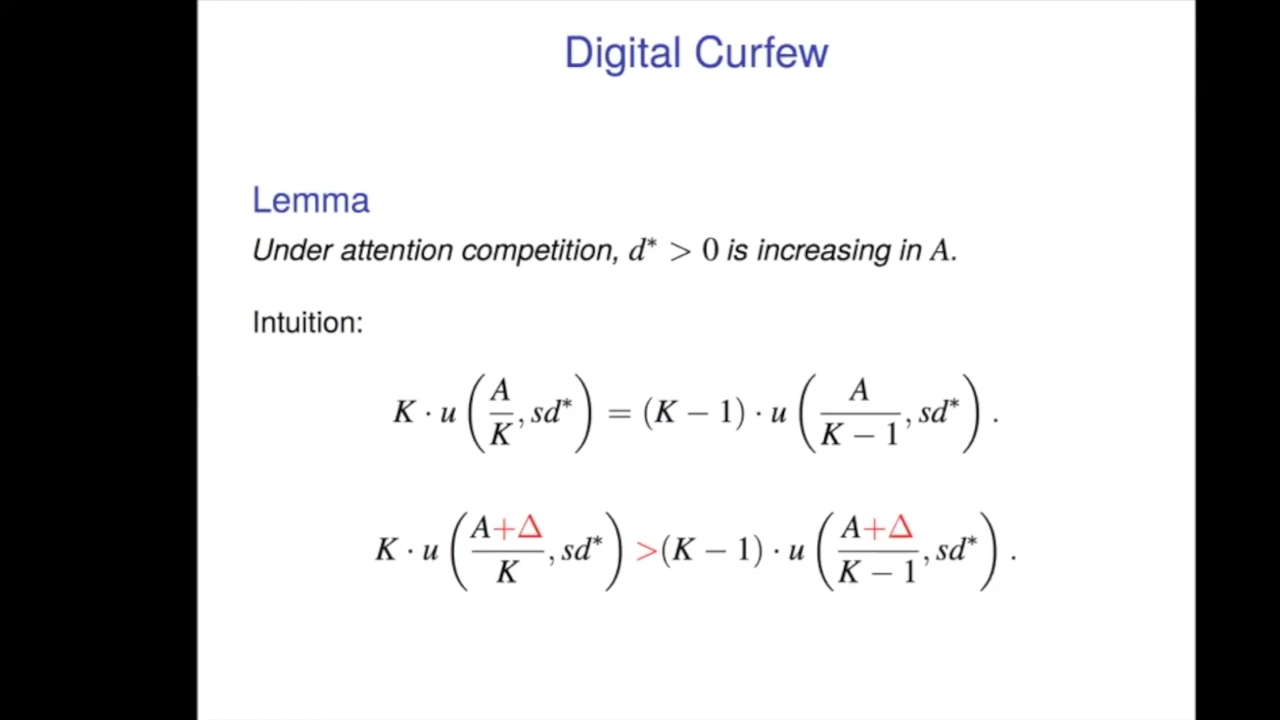 Digital Curfew
Lemma
Under attention competition, d* > 0 is increasing in A.
Intuition:
K · u (A/K, sd*) = (K − 1) · u (A/(K − 1), sd*) .
K · u ((A+Δ)/K, sd*) > (K − 1) · u ((A+Δ)/(K − 1), sd*) .